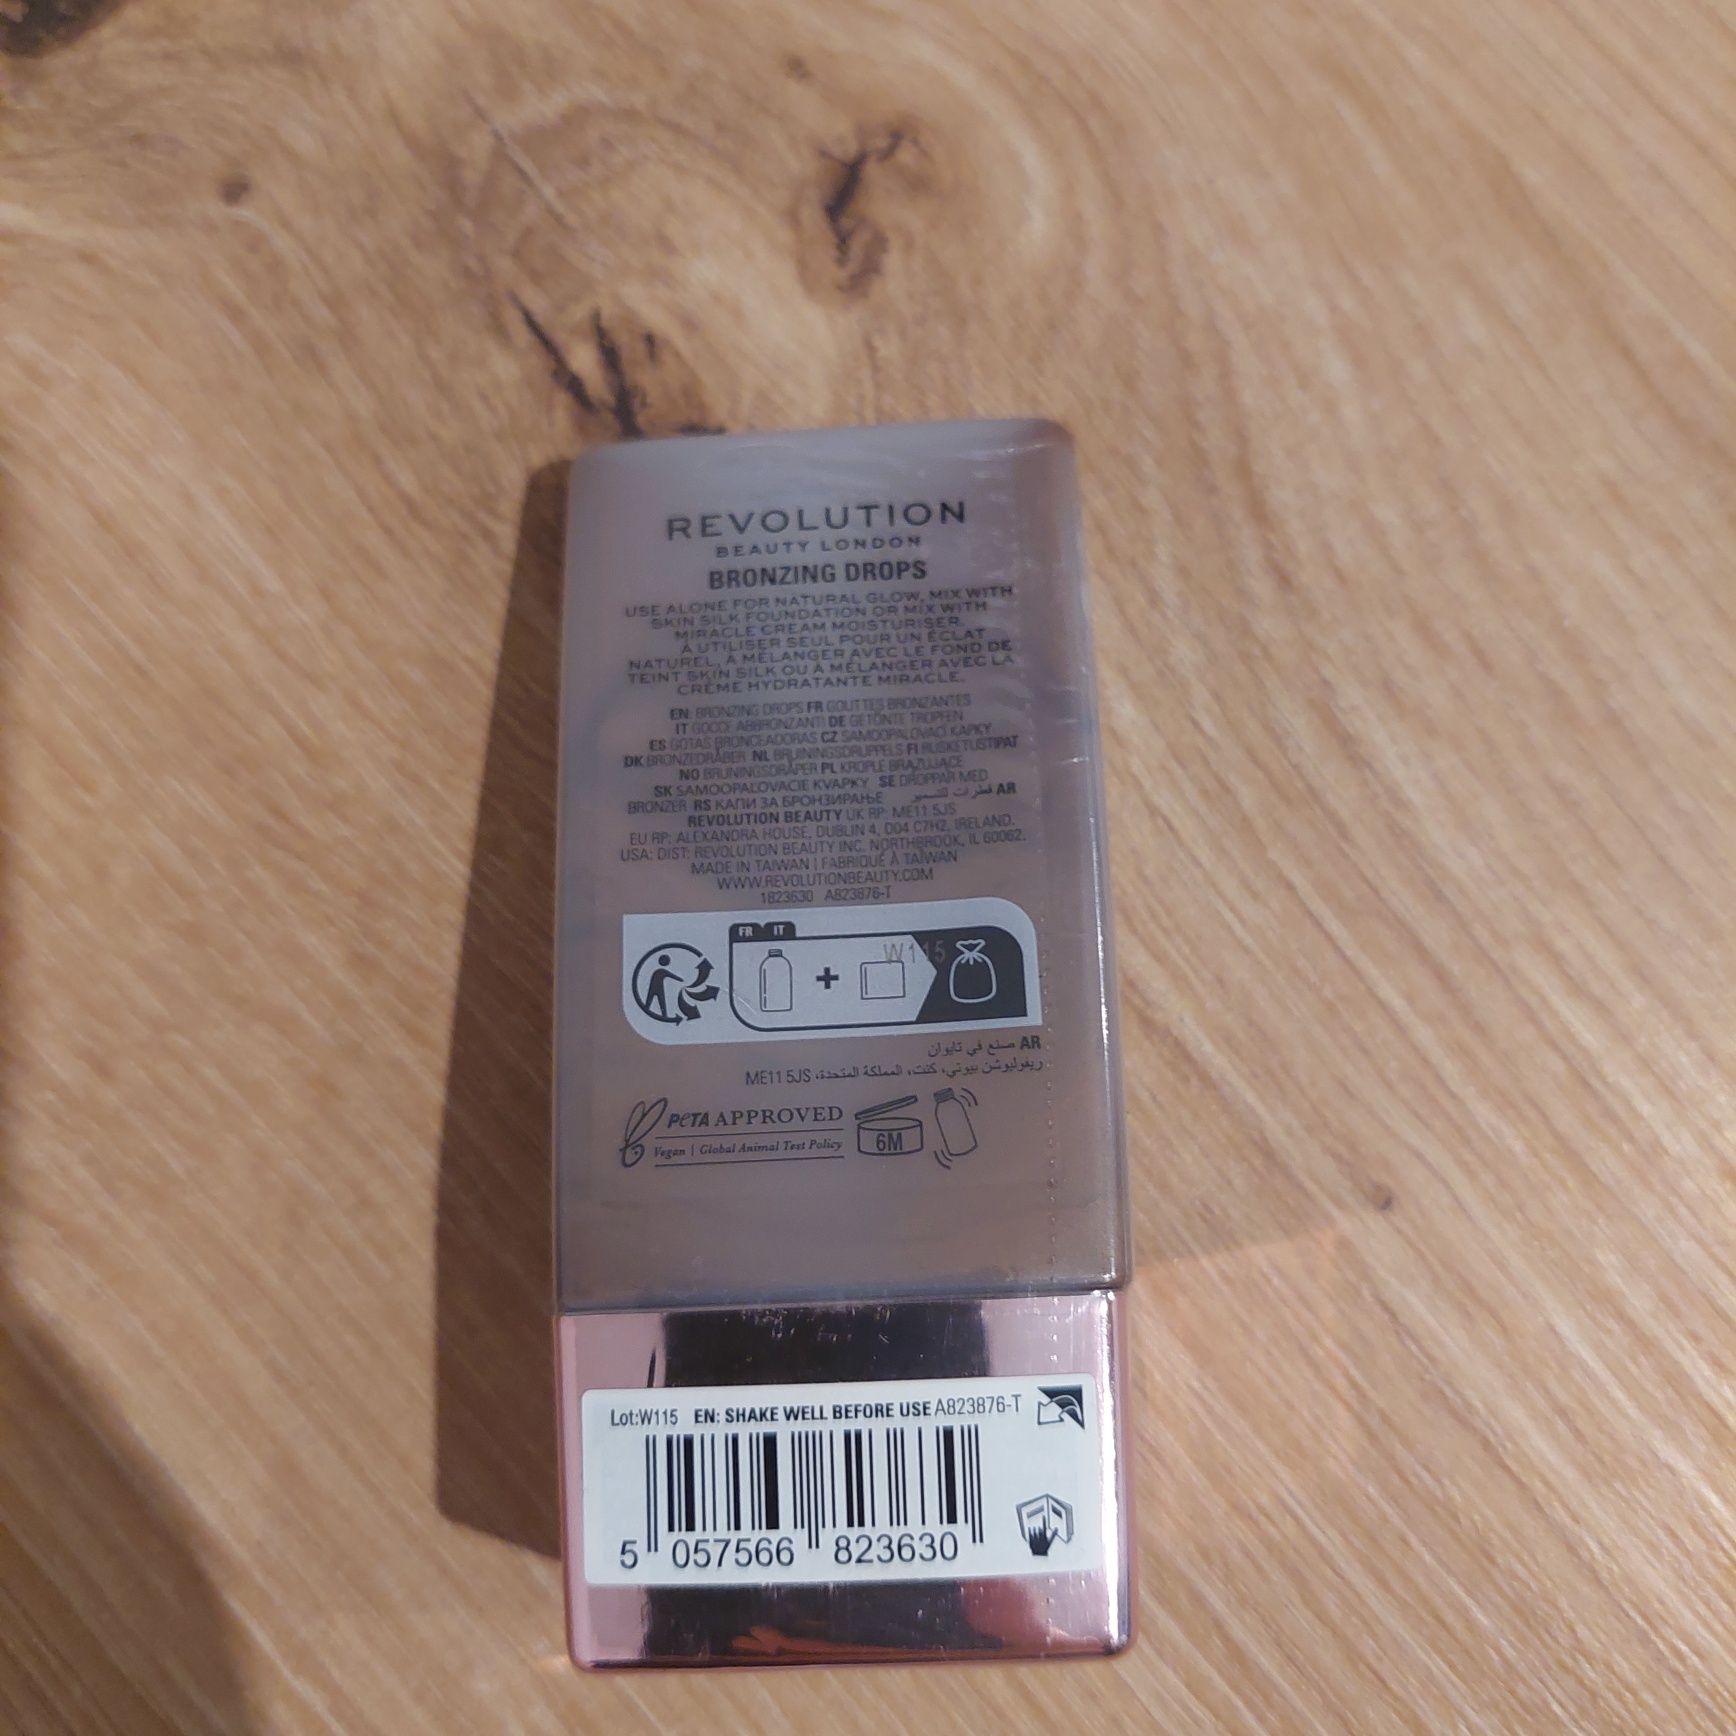 REVOLUTION
BEAUTY LONDON
BRONZING DROPS
USE ALONE FOR NATURAL GLOW, MIX WITH
SKIN SILK FOUNDATION OR MIX WITH
MIRACLE CREAM MOISTURISER.
À UTILISER SEUL POUR UN ÉCLAT
NATUREL, À MÉLANGER AVEC LE FOND DE
TEINT SKIN SILK OU À MÉLANGER AVEC LA
CRÈME HYDRATANTE MIRACLE.
EN: BRONZING DROPS FR GOUTTES BRONZANTES
IT GOCCE ABBRONZANTI DE GETÖNTE TROPFEN
ES GOTAS BRONCEADORAS CZ SAMOOPALOVACÍ KAPKY
DK BRONZEDRÅBER NL BRUININGSDRUPPELS FI RUSKETUSTIPAT
NO BRUNINGSDRÅPER PL KROPLE BRĄZUJĄCE
SK SAMOOPAĽOVACIE KVAPKY SE DROPPAR MED
BRONZER RS КАПИ ЗА БРОНЗИРАЊЕ AR قطرات للتسمير
REVOLUTION BEAUTY UK RP: ME11 5JS
EU RP: ALEXANDRA HOUSE, DUBLIN 4, D04 C7H2, IRELAND.
USA: DIST: REVOLUTION BEAUTY INC. NORTHBROOK, IL 60062.
MADE IN TAIWAN | FABRIQUÉ À TAÏWAN
WWW.REVOLUTIONBEAUTY.COM
1823630 A823876-T
FR IT
W115
+
AR صنع في تايوان
ريفوليوشن بيوتي، كنت، المملكة المتحدة، ME11 5JS
PETA APPROVED
Vegan | Global Animal Test Policy
6M
Lot:W115 EN: SHAKE WELL BEFORE USE A823876-T
5 057566 823630